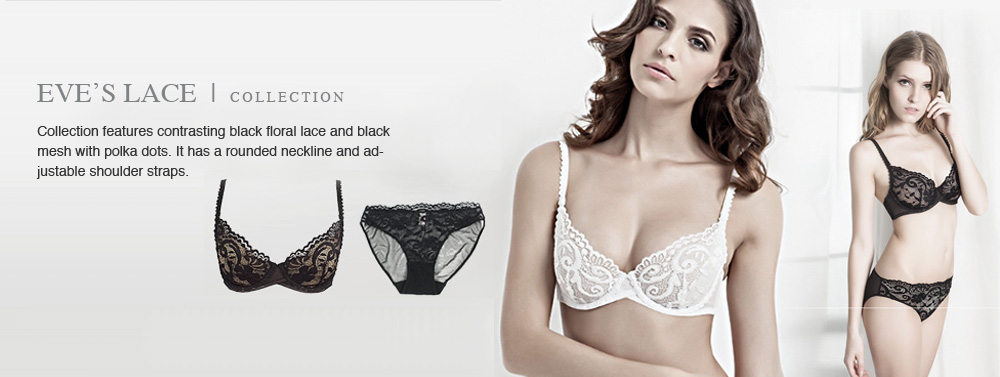 EVE'S LACE | COLLECTION
Collection features contrasting black floral lace and black
mesh with polka dots. It has a rounded neckline and ad-
justable shoulder straps.